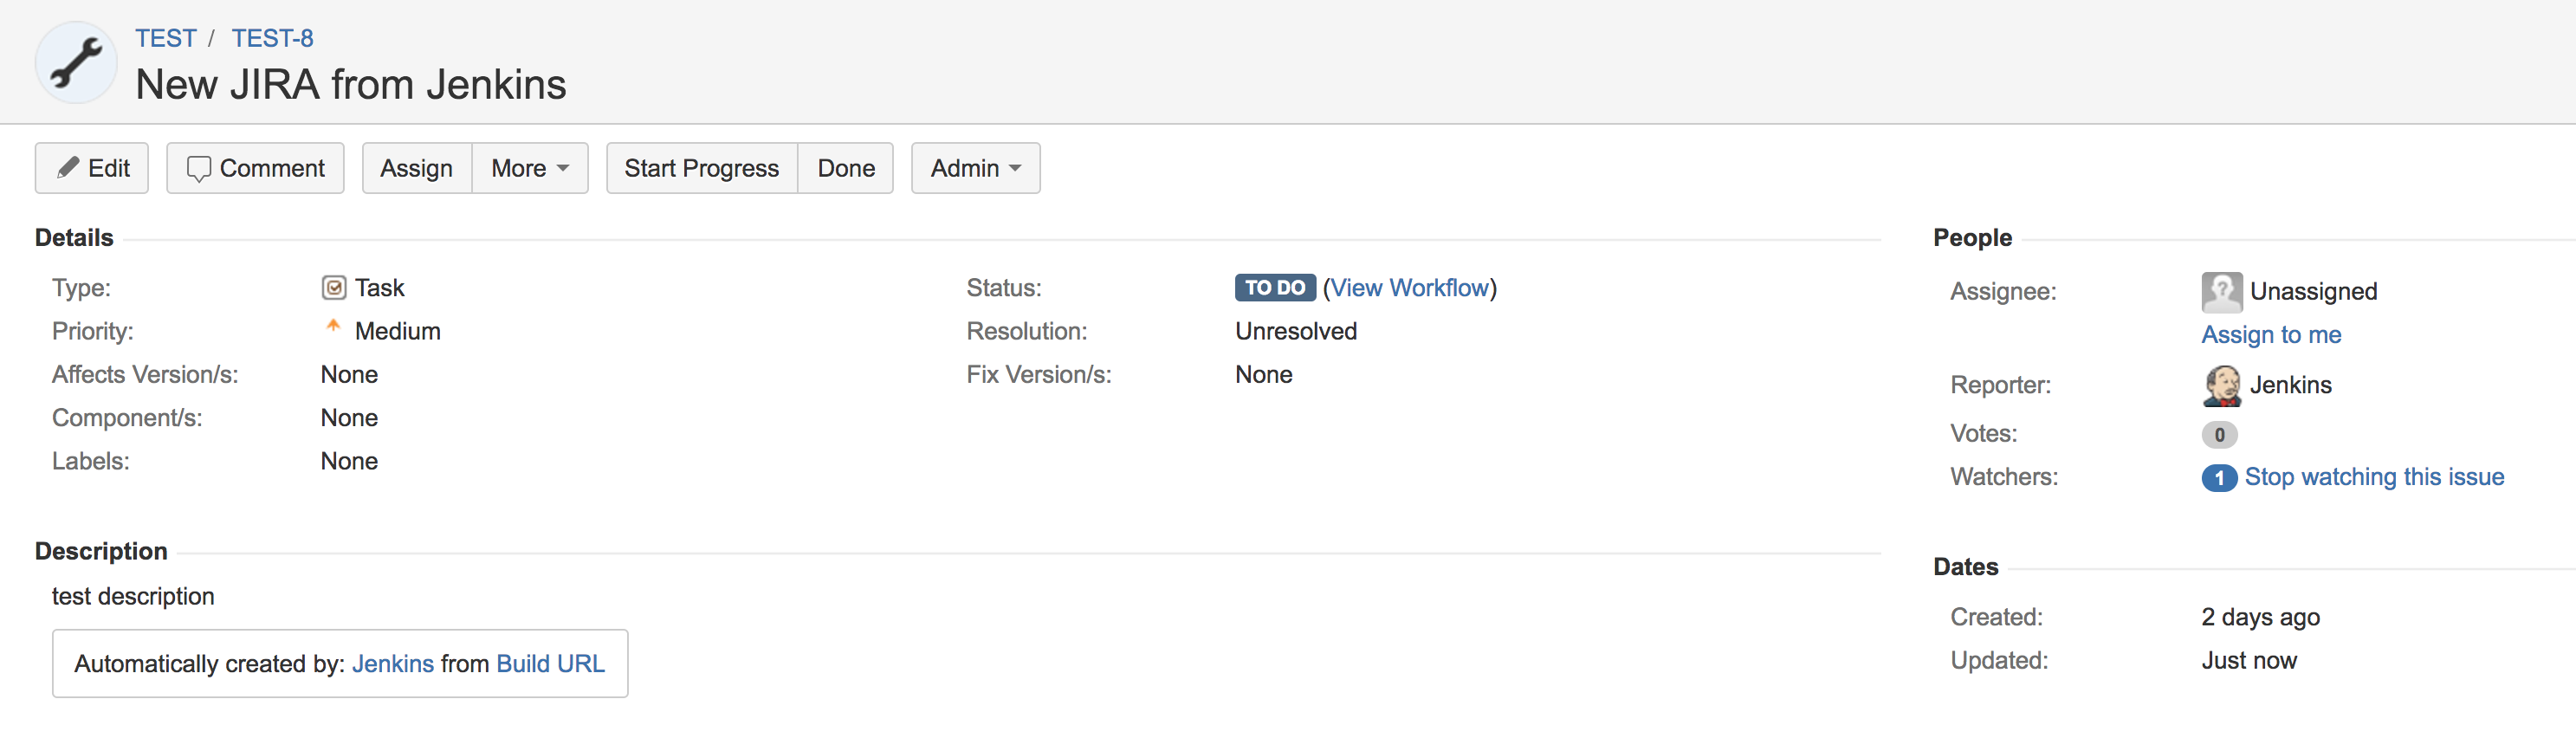 TEST / TEST-8
New JIRA from Jenkins
Edit Comment Assign More Start Progress Done Admin
Details
Type: Task
Priority: Medium
Affects Version/s: None
Component/s: None
Labels: None
Status: TO DO (View Workflow)
Resolution: Unresolved
Fix Version/s: None
Description
test description
Automatically created by: Jenkins from Build URL
People
Assignee: ? Unassigned
Assign to me
Reporter: Jenkins
Votes: 0
Watchers: 1 Stop watching this issue
Dates
Created: 2 days ago
Updated: Just now